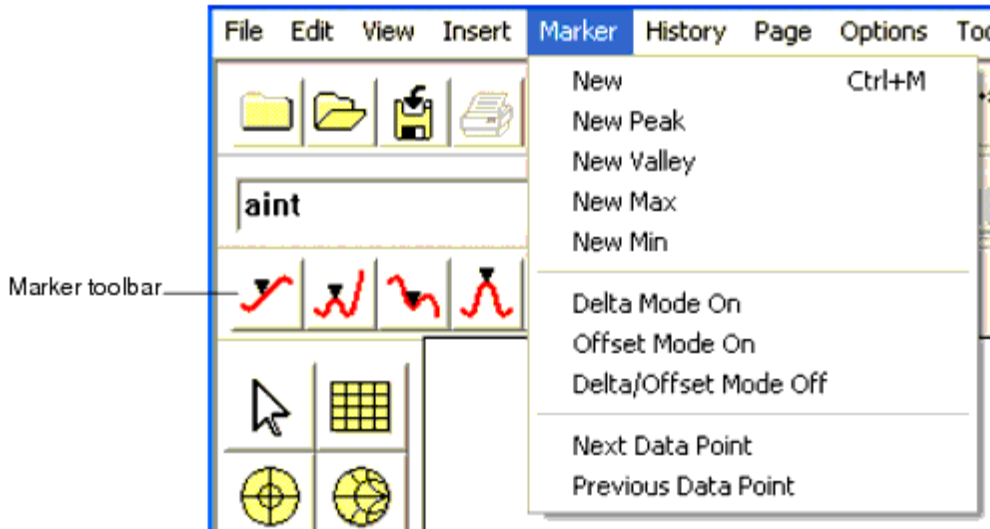 File Edit View Insert Marker History Page Options
New Ctrl+M
New Peak
New Valley
aint
New Max
New Min
Marker toolbar
Delta Mode On
Offset Mode On
Delta/Offset Mode Off
Next Data Point
Previous Data Point